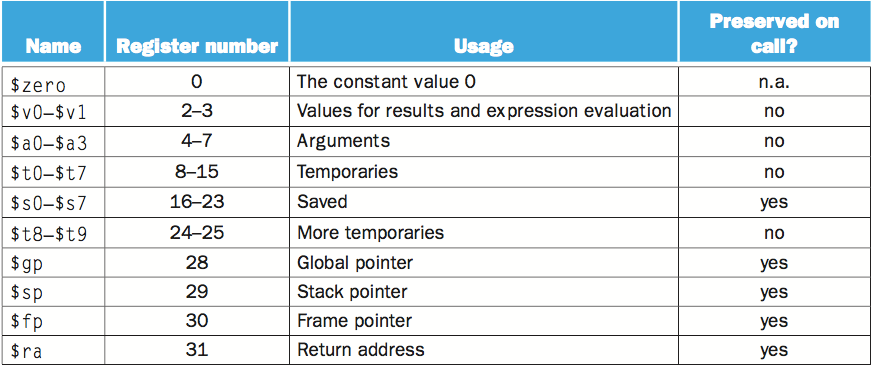 Name Register number Usage Preserved on call?
$zero 0 The constant value 0 n.a.
$v0–$v1 2–3 Values for results and expression evaluation no
$a0–$a3 4–7 Arguments no
$t0–$t7 8–15 Temporaries no
$s0–$s7 16–23 Saved yes
$t8–$t9 24–25 More temporaries no
$gp 28 Global pointer yes
$sp 29 Stack pointer yes
$fp 30 Frame pointer yes
$ra 31 Return address yes